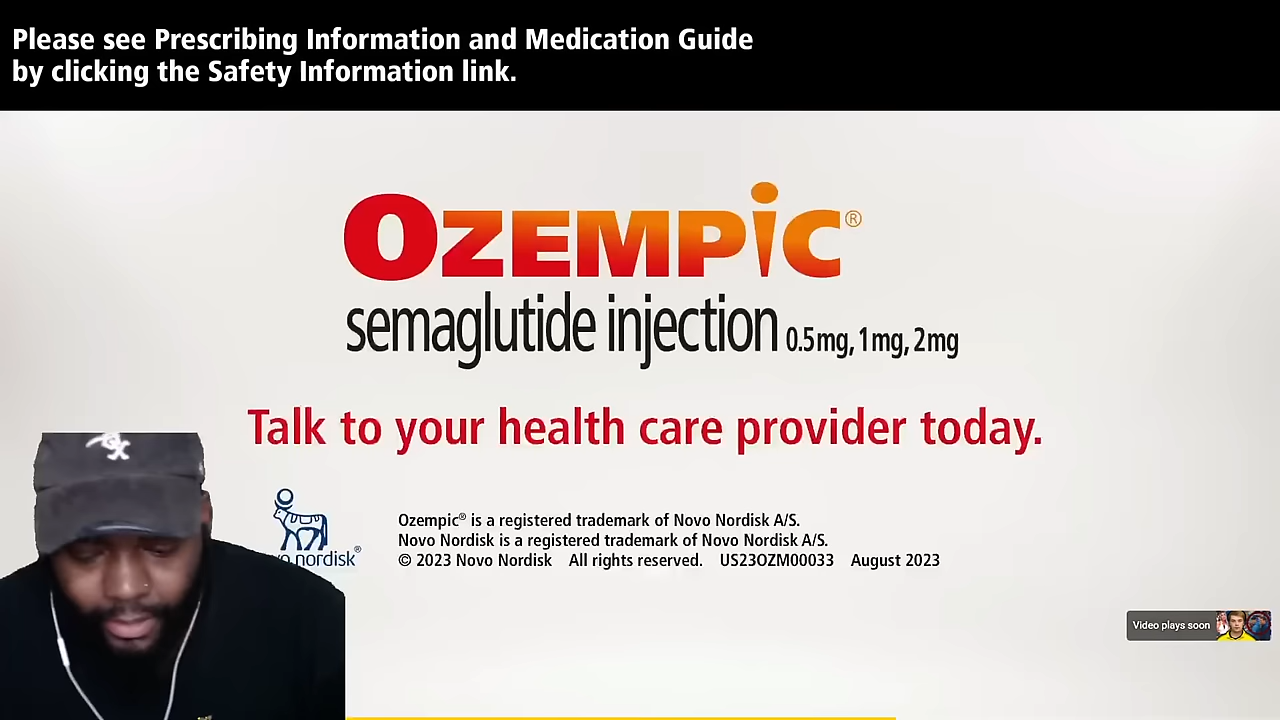 Please see Prescribing Information and Medication Guide
by clicking the Safety Information link.
OZEMPIC®
semaglutide injection 0.5mg, 1mg, 2mg
Talk to your health care provider today.
nordisk®
Ozempic® is a registered trademark of Novo Nordisk A/S.
Novo Nordisk is a registered trademark of Novo Nordisk A/S.
© 2023 Novo Nordisk All rights reserved. US23OZM00033 August 2023
Video plays soon